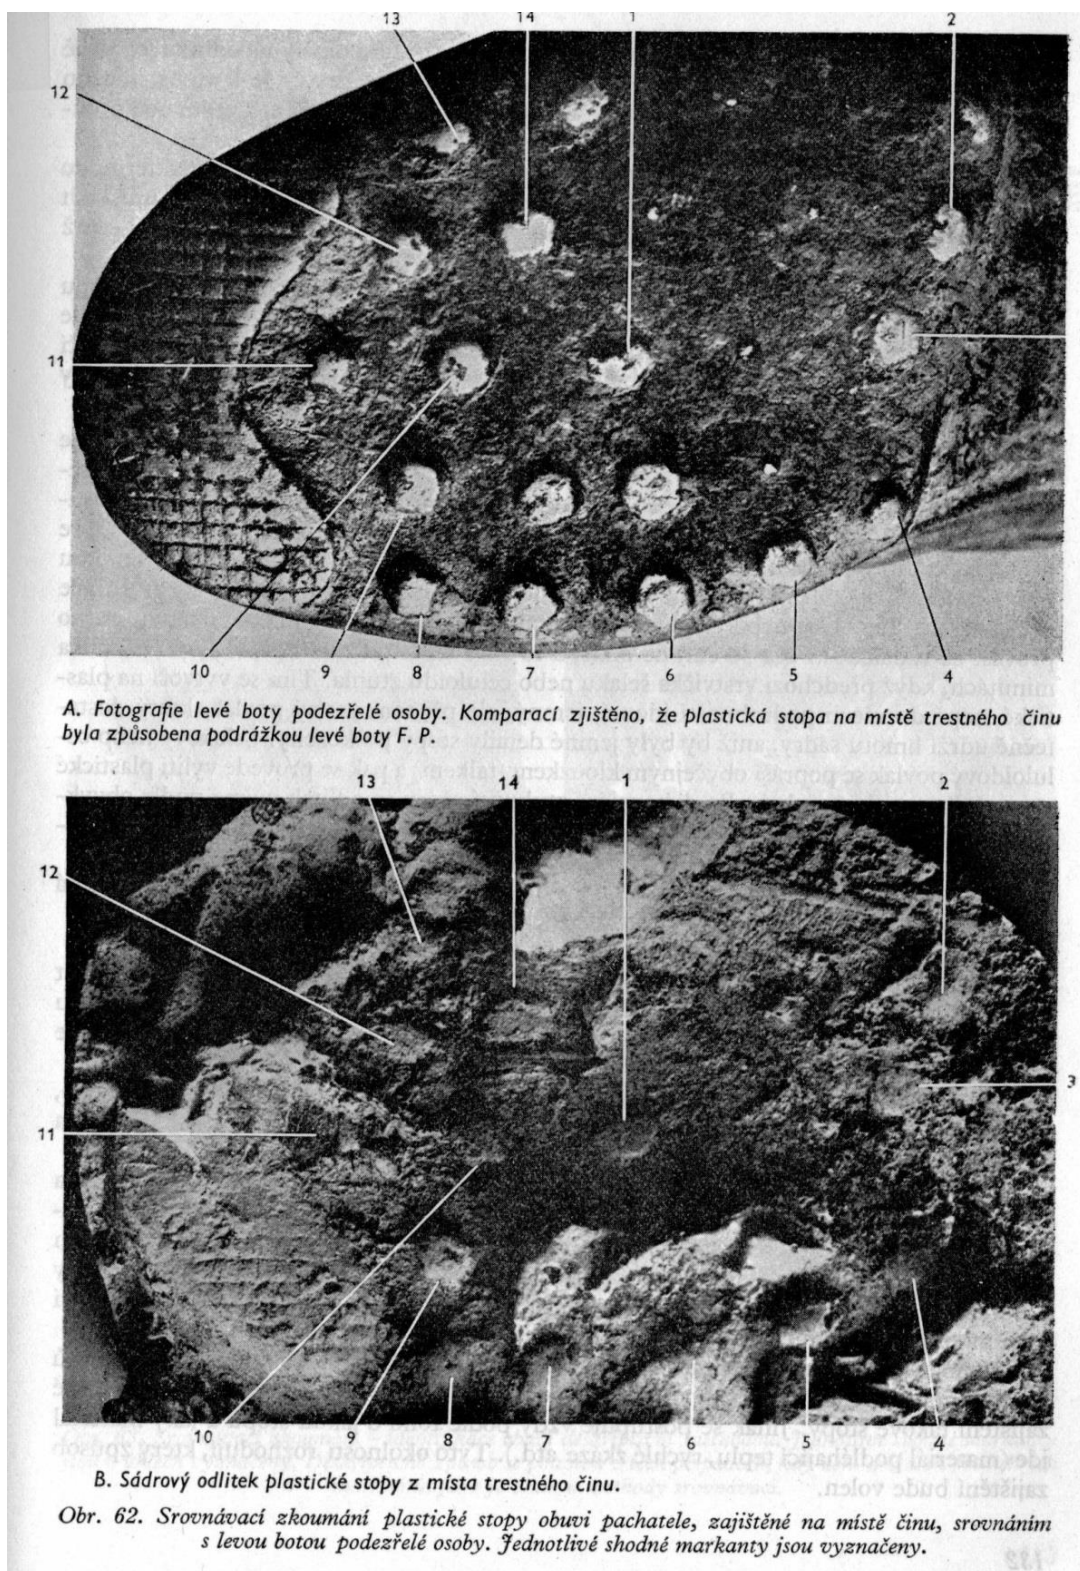 13 14 1 2
12
11
10 9 8 7 6 5 4
A. Fotografie levé boty podezřelé osoby. Komparací zjištěno, že plastická stopa na místě trestného činu
byla způsobena podrážkou levé boty F. P.
13 14 1 2
12
3
11
10 9 8 7 6 5 4
B. Sádrový odlitek plastické stopy z místa trestného činu.
Obr. 62. Srovnávací zkoumání plastické stopy obuvi pachatele, zajištěné na místě činu, srovnáním
s levou botou podezřelé osoby. Jednotlivé shodné markanty jsou vyznačeny.